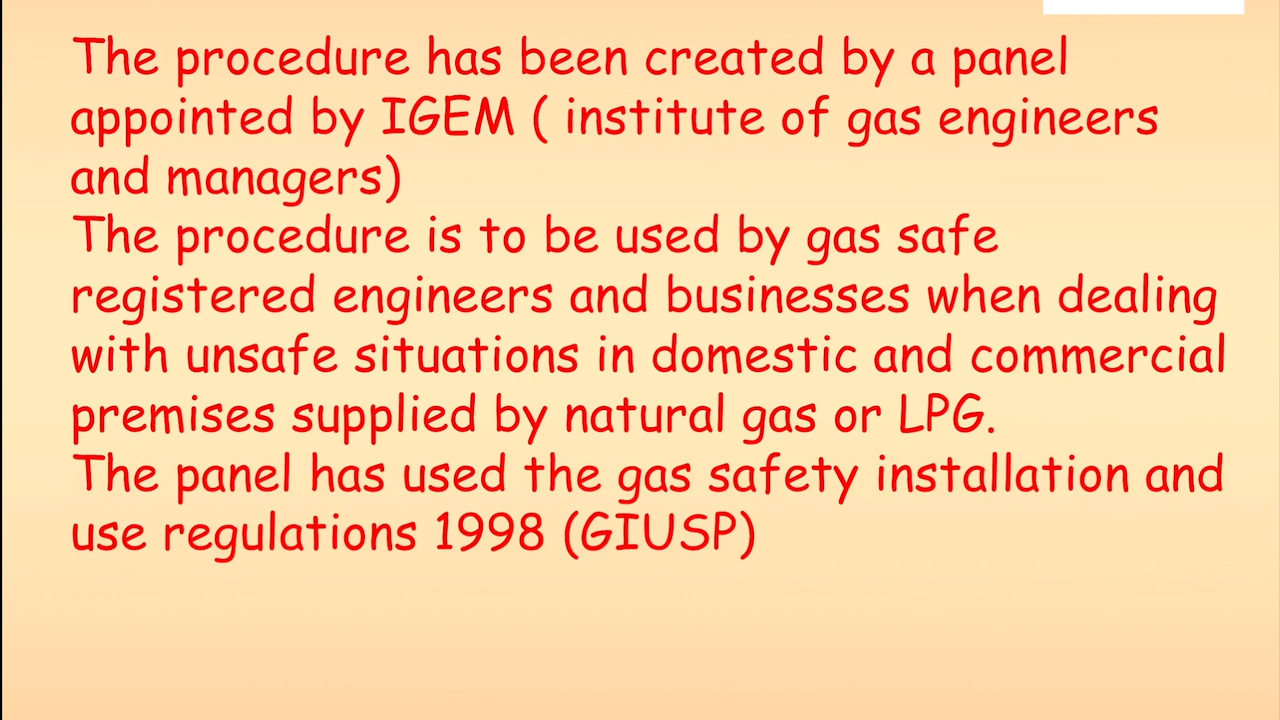 The procedure has been created by a panel
appointed by IGEM ( institute of gas engineers
and managers)
The procedure is to be used by gas safe
registered engineers and businesses when dealing
with unsafe situations in domestic and commercial
premises supplied by natural gas or LPG.
The panel has used the gas safety installation and
use regulations 1998 (GIUSP)